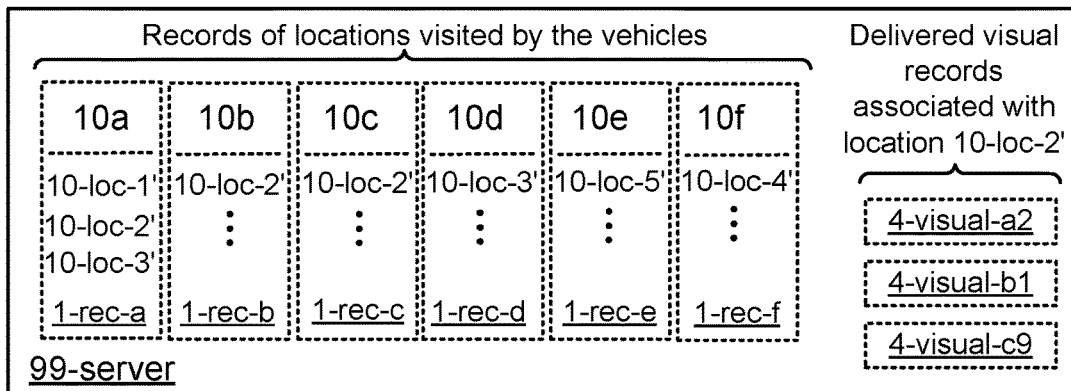 Records of locations visited by the vehicles
10a 10b 10c 10d 10e 10f
10-loc-1' 10-loc-2' 10-loc-2' 10-loc-3' 10-loc-5' 10-loc-4'
10-loc-2'
10-loc-3'
1-rec-a 1-rec-b 1-rec-c 1-rec-d 1-rec-e 1-rec-f
99-server
Delivered visual
records
associated with
location 10-loc-2'
4-visual-a2
4-visual-b1
4-visual-c9